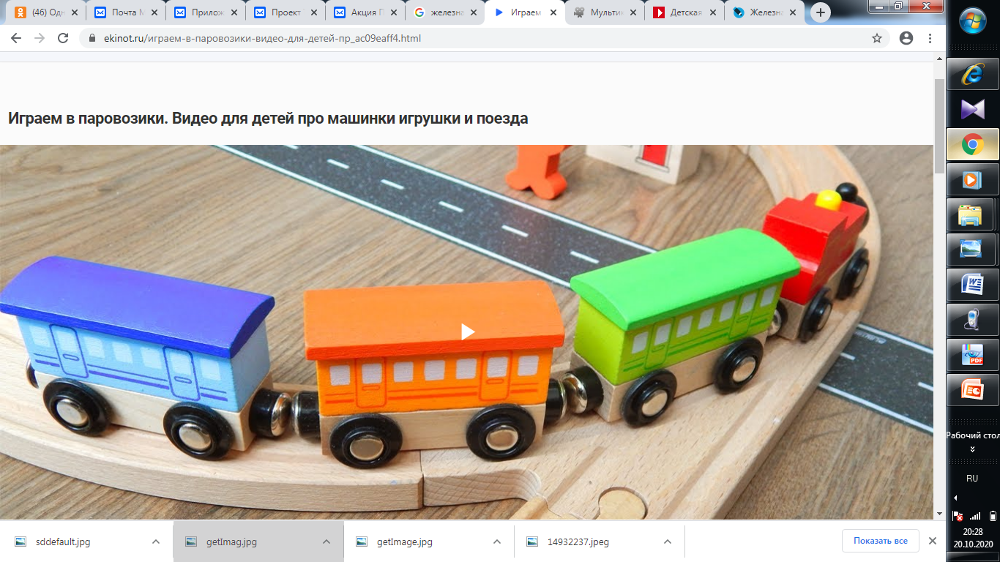 (46) Одн
Почта М
Прилож
Проект
Акция П
железна
Играем
Мульти
Детская
Железна
ekinot.ru/играем-в-паровозики-видео-для-детей-пр_ac09eaff4.html
Играем в паровозики. Видео для детей про машинки игрушки и поезда
sddefault.jpg
getImag.jpg
getImage.jpg
14932237.jpeg
Показать все
PDF
Рабочий стол
RU
20:28
20.10.2020